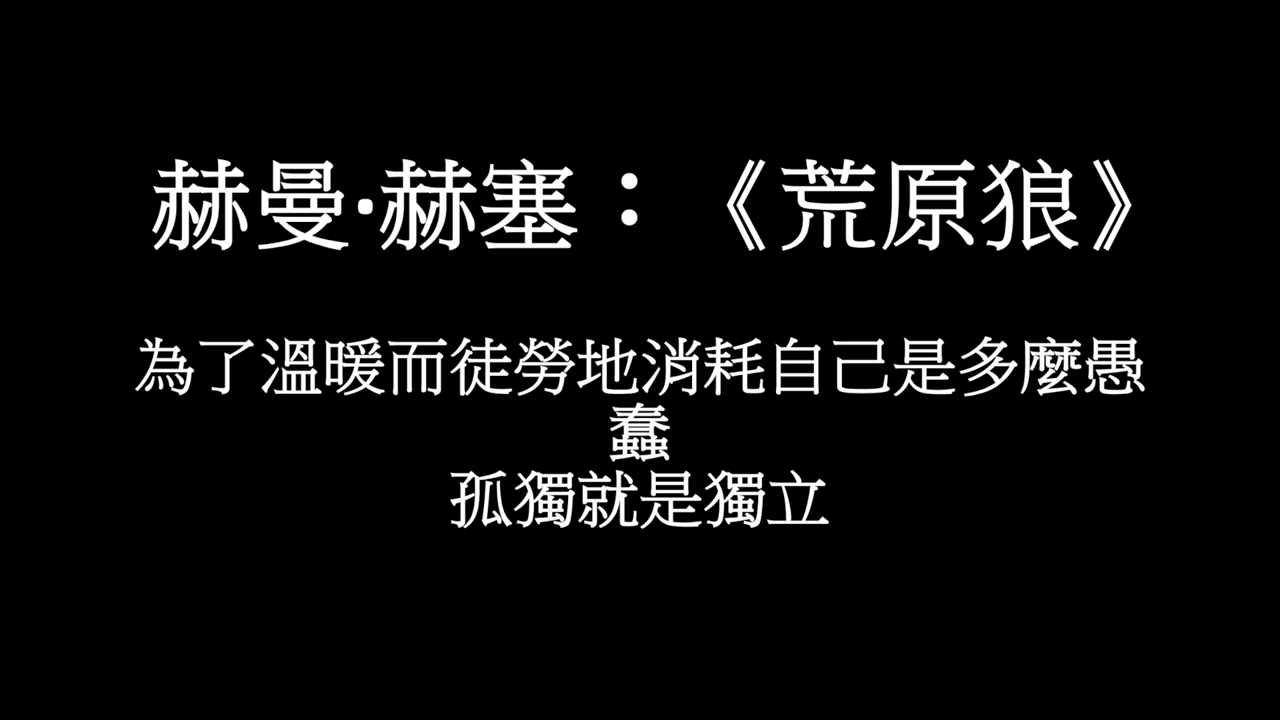 赫曼·赫塞：《荒原狼》
為了溫暖而徒勞地消耗自己是多麼愚
蠢
孤獨就是獨立